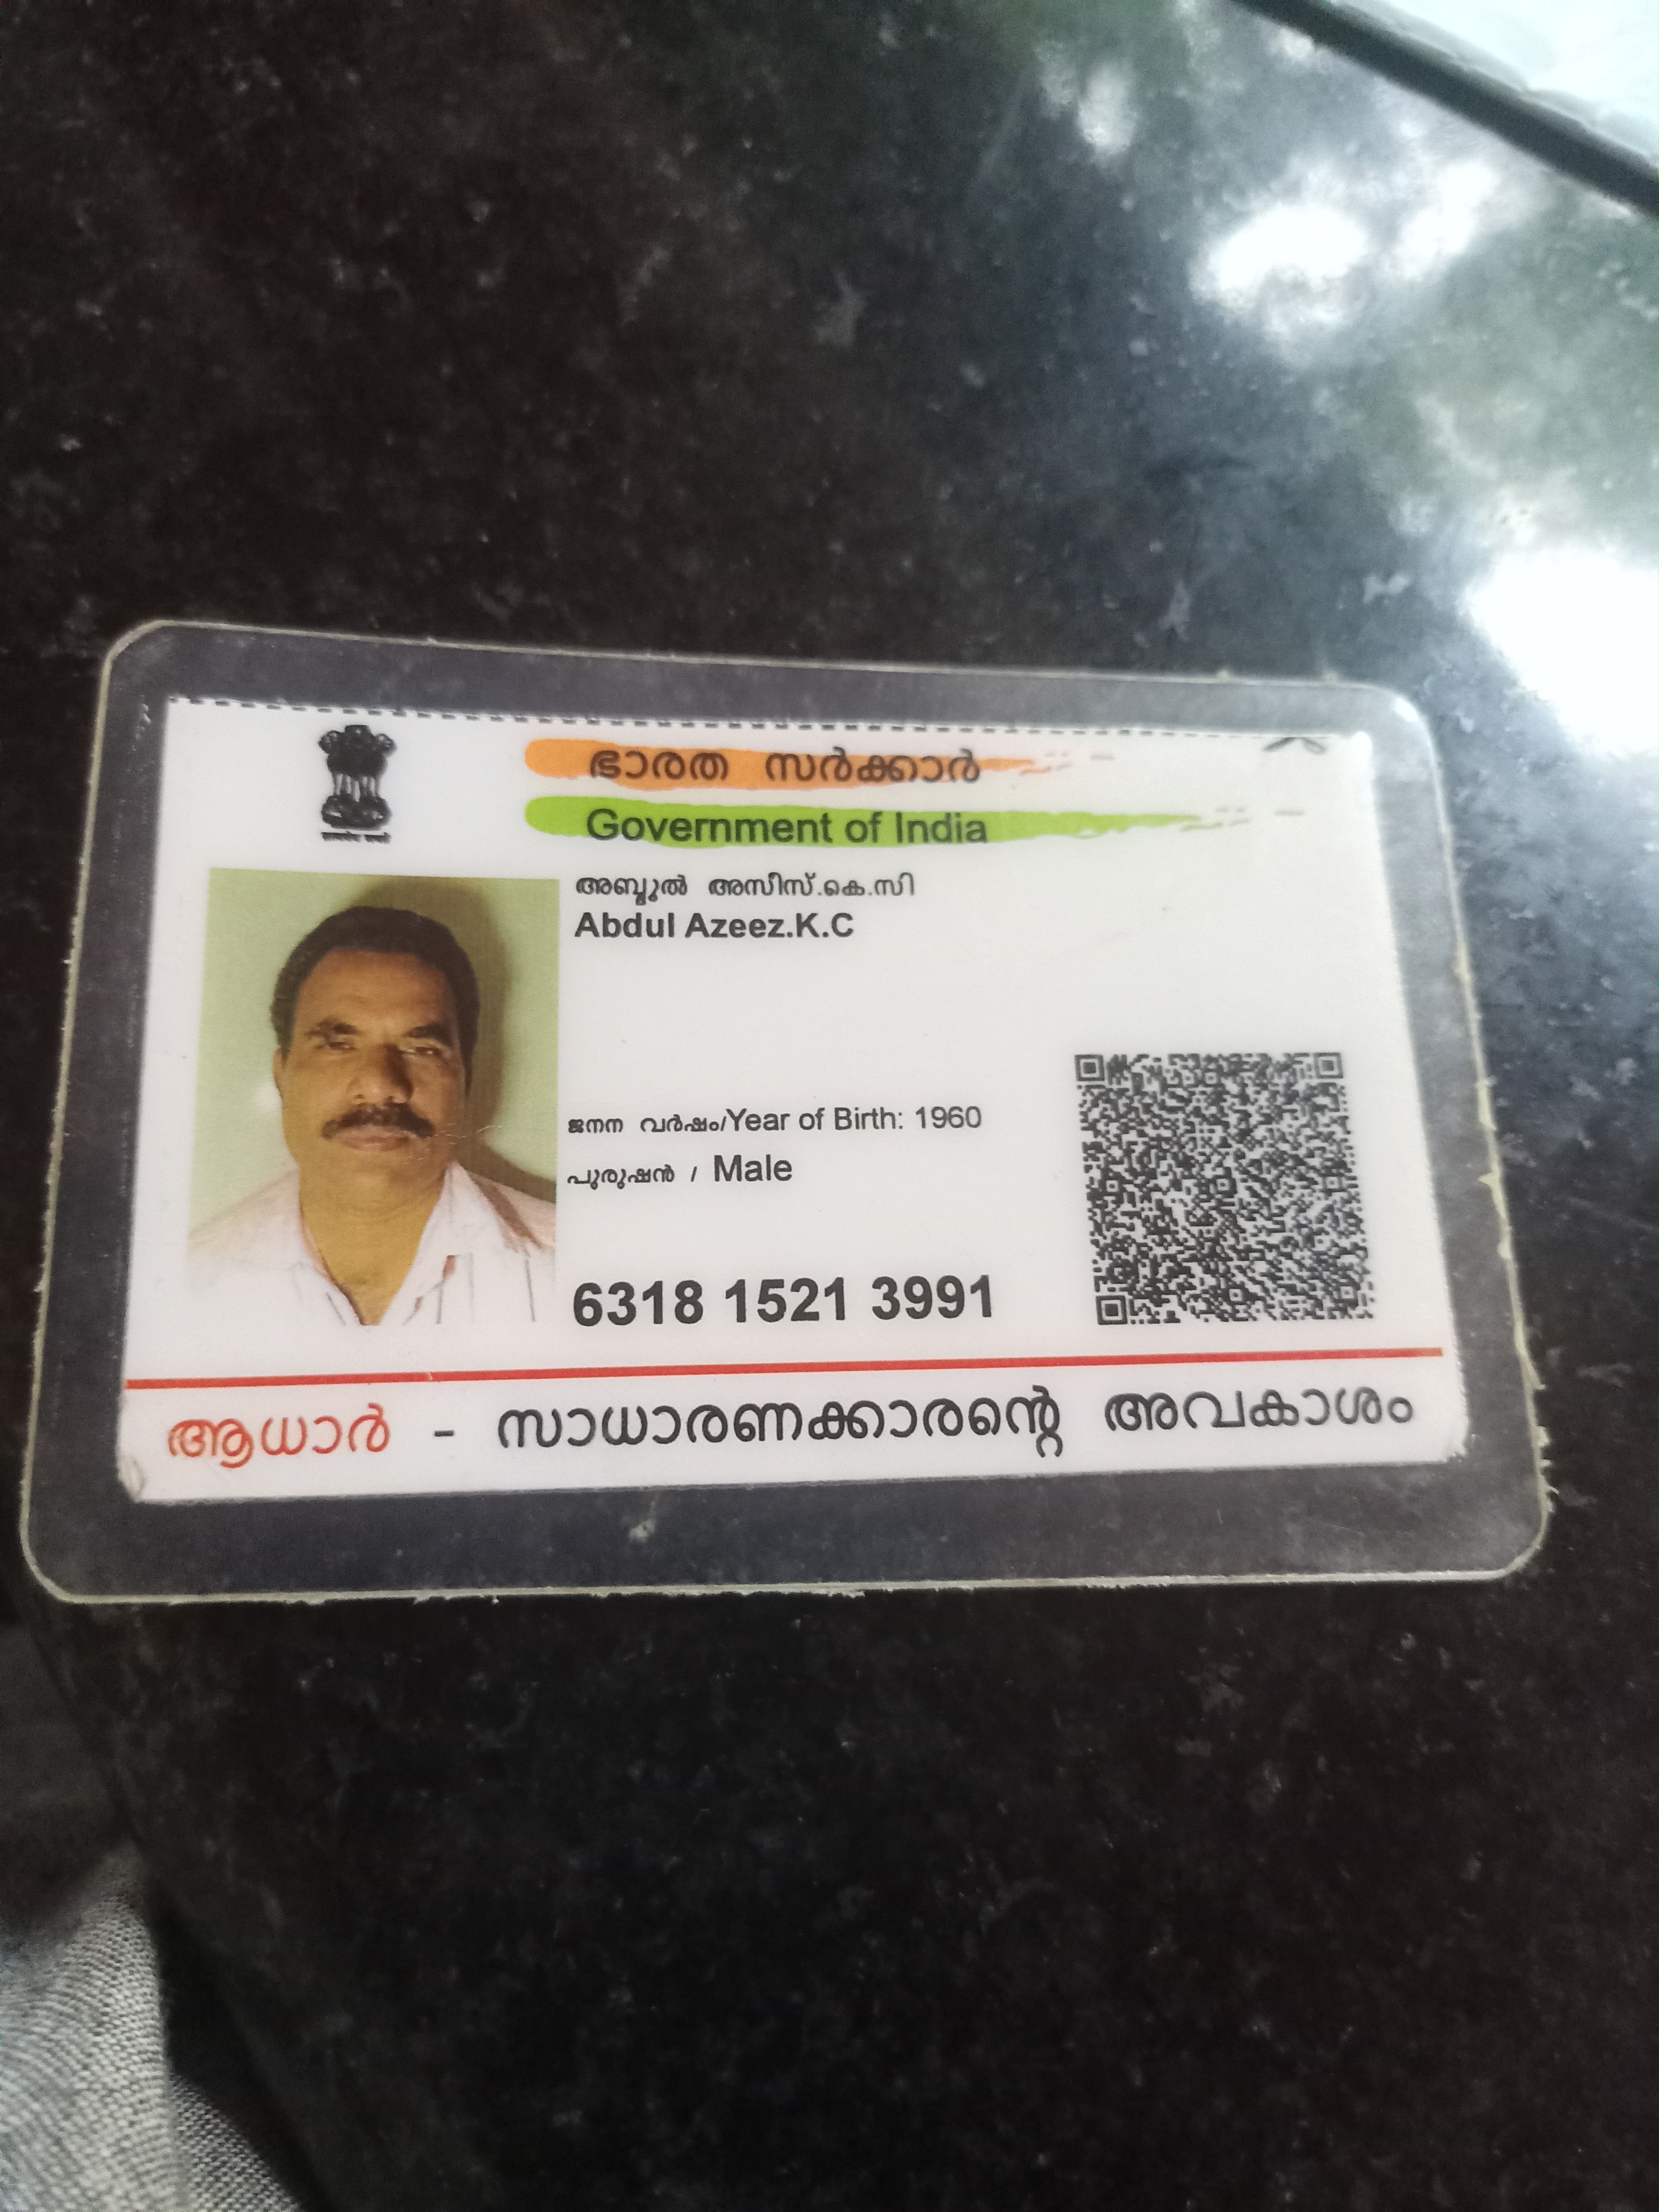 ഭാരത സർക്കാർ
Government of India
അബ്ദുൽ അസീസ്.കെ.സി
Abdul Azeez.K.C
ജനന വർഷം/Year of Birth: 1960
പുരുഷൻ / Male
6318 1521 3991
ആധാർ - സാധാരണക്കാരന്റെ അവകാശം